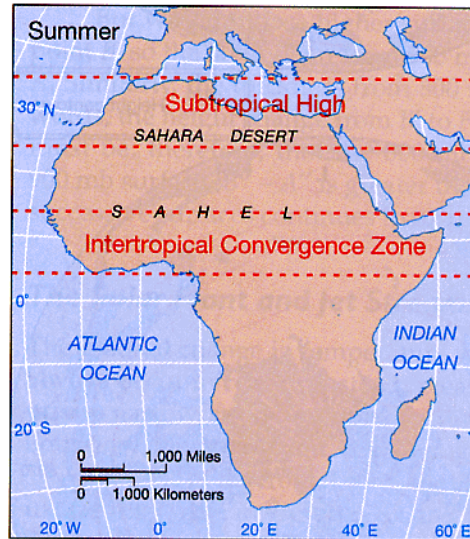 Summer
Subtropical High
30°N
SAHARA DESERT
SAHEL
Intertropical Convergence Zone
0°
ATLANTIC
OCEAN
INDIAN
OCEAN
20°S
0 1,000 Miles
0 1,000 Kilometers
20°W 0° 20°E 40°E 60°E